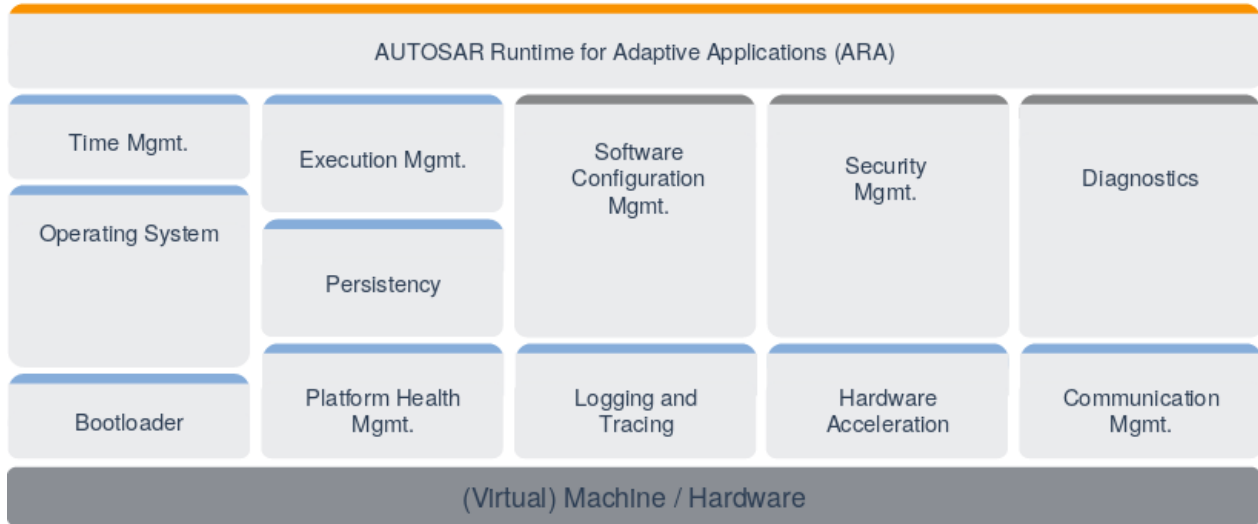 AUTOSAR Runtime for Adaptive Applications (ARA)
Time Mgmt.
Operating System
Bootloader
Execution Mgmt.
Persistency
Platform Health
Mgmt.
Software
Configuration
Mgmt.
Logging and
Tracing
Security
Mgmt.
Hardware
Acceleration
Diagnostics
Communication
Mgmt.
(Virtual) Machine / Hardware